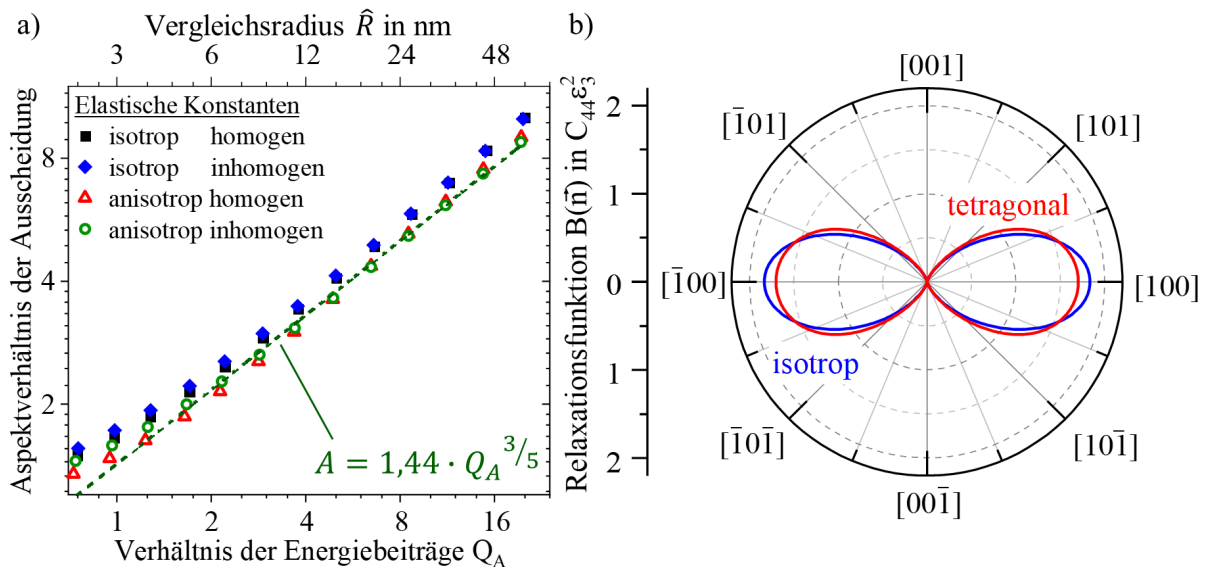 a)
Vergleichsradius R̂ in nm
3 6 12 24 48
Aspektverhältnis der Ausscheidung
8
4
2
Elastische Konstanten
isotrop homogen
isotrop inhomogen
anisotrop homogen
anisotrop inhomogen
A = 1,44 · Q_A^{3/5}
1 2 4 8 16
Verhältnis der Energiebeiträge Q_A
b)
Relaxationsfunktion B(n⃗) in C₄₄ε₃²
2
1
0
1
2
[001]
[1̄01]
[101]
tetragonal
[1̄00]
[100]
isotrop
[1̄01̄]
[101̄]
[001̄]